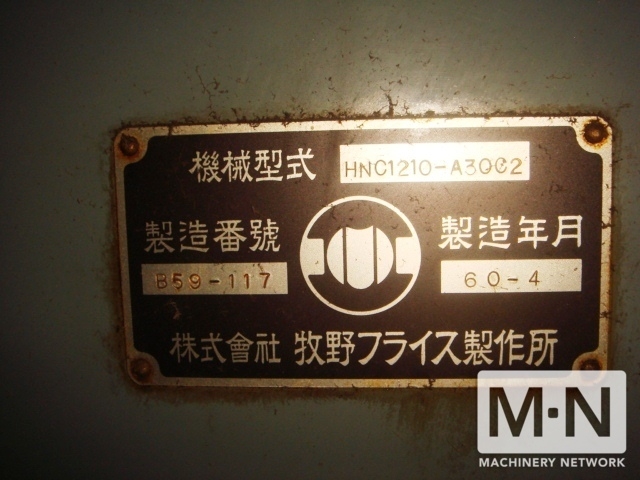 機械型式 HNC1210-A30C2
製造番號 製造年月
B59-117 60-4
株式會社 牧野フライス製作所
M·N
MACHINERY NETWORK